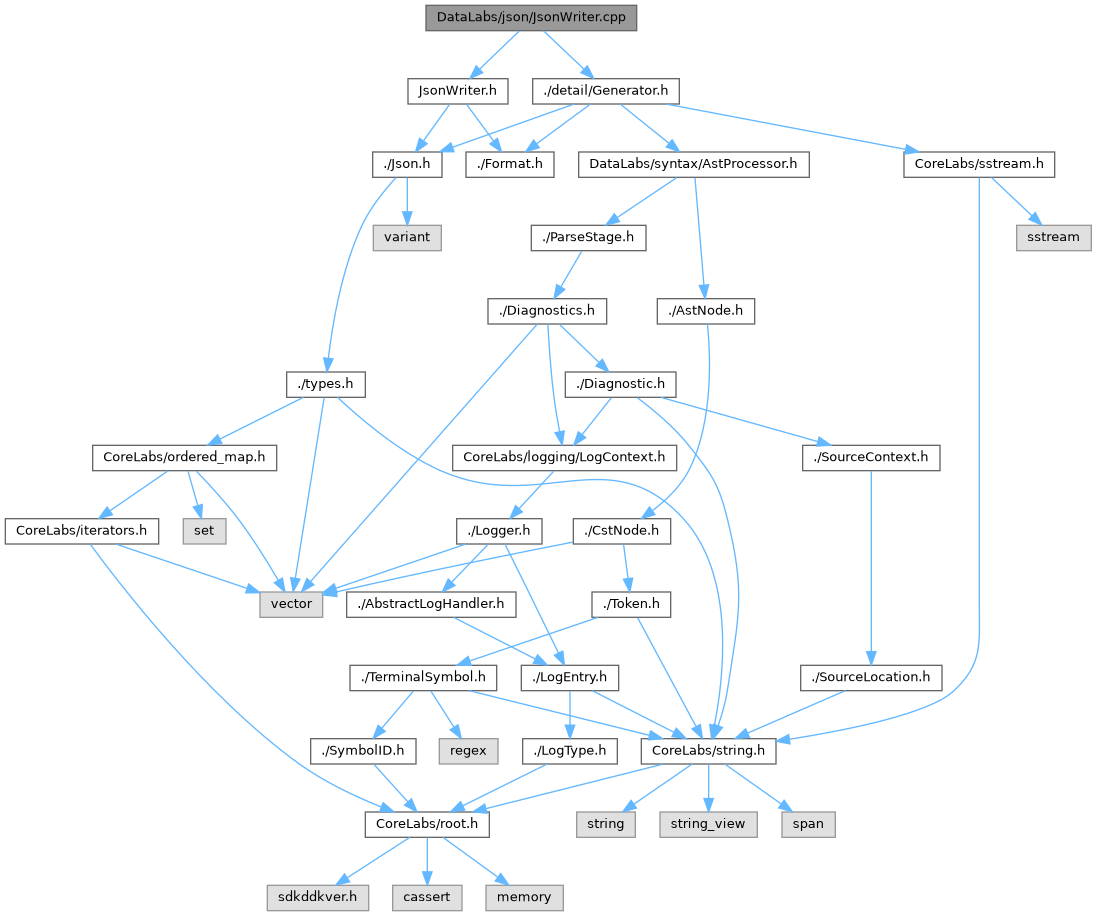 DataLabs/json/JsonWriter.cpp
JsonWriter.h
./detail/Generator.h
./Json.h
./Format.h
DataLabs/syntax/AstProcessor.h
CoreLabs/sstream.h
variant
./ParseStage.h
sstream
./Diagnostics.h
./AstNode.h
./types.h
./Diagnostic.h
CoreLabs/ordered_map.h
CoreLabs/logging/LogContext.h
./SourceContext.h
CoreLabs/iterators.h
set
./Logger.h
./CstNode.h
vector
./AbstractLogHandler.h
./Token.h
./TerminalSymbol.h
./LogEntry.h
./SourceLocation.h
./SymbolID.h
regex
./LogType.h
CoreLabs/string.h
CoreLabs/root.h
string
string_view
span
sdkddkver.h
cassert
memory